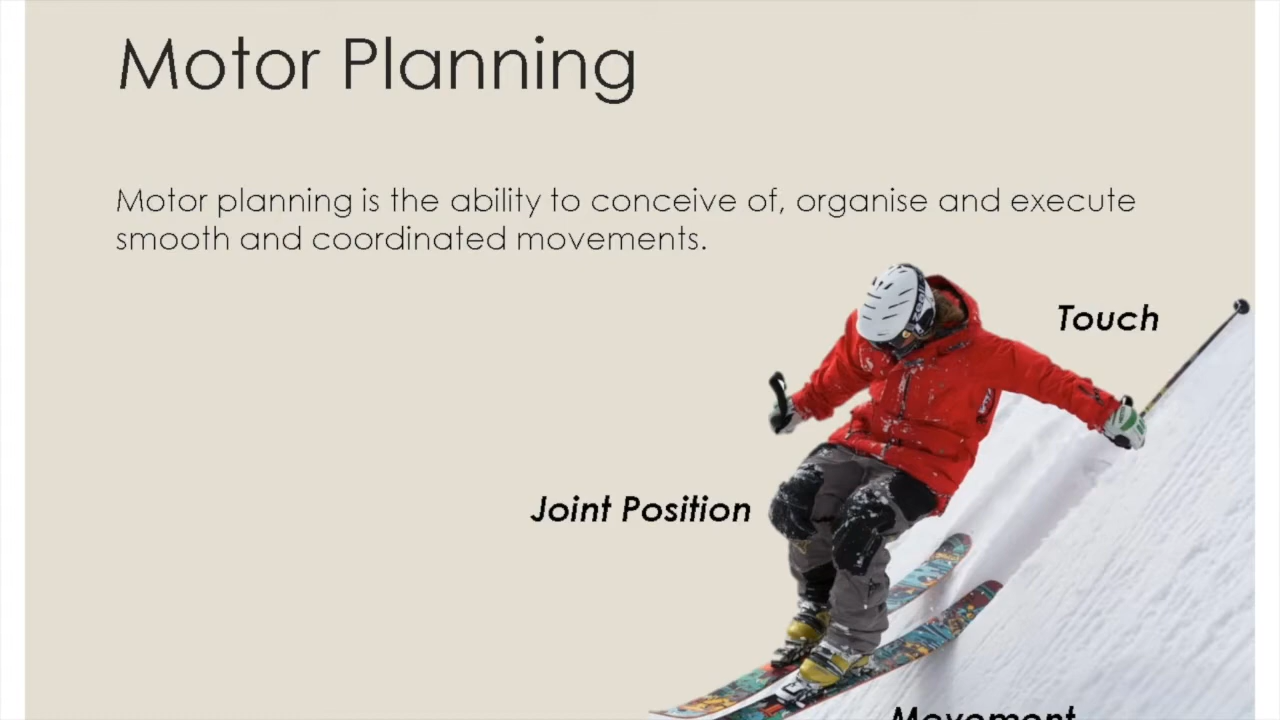 Motor Planning
Motor planning is the ability to conceive of, organise and execute
smooth and coordinated movements.
Touch
Joint Position
Movement